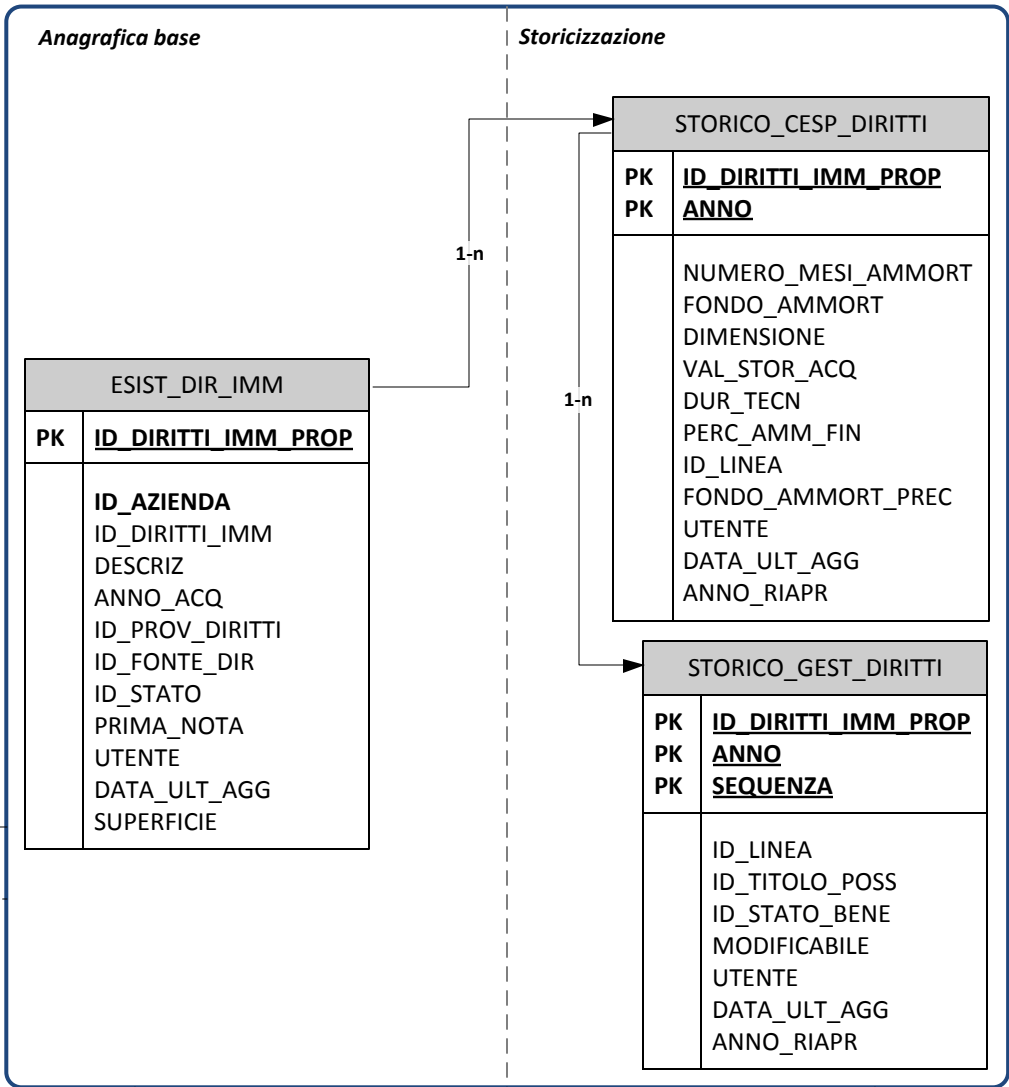 Anagrafica base
Storicizzazione
STORICO_CESP_DIRITTI
PK ID_DIRITTI_IMM_PROP
PK ANNO
NUMERO_MESI_AMMORT
FONDO_AMMORT
DIMENSIONE
VAL_STOR_ACQ
DUR_TECN
PERC_AMM_FIN
ID_LINEA
FONDO_AMMORT_PREC
UTENTE
DATA_ULT_AGG
ANNO_RIAPR
1-n
1-n
ESIST_DIR_IMM
PK ID_DIRITTI_IMM_PROP
ID_AZIENDA
ID_DIRITTI_IMM
DESCRIZ
ANNO_ACQ
ID_PROV_DIRITTI
ID_FONTE_DIR
ID_STATO
PRIMA_NOTA
UTENTE
DATA_ULT_AGG
SUPERFICIE
STORICO_GEST_DIRITTI
PK ID_DIRITTI_IMM_PROP
PK ANNO
PK SEQUENZA
ID_LINEA
ID_TITOLO_POSS
ID_STATO_BENE
MODIFICABILE
UTENTE
DATA_ULT_AGG
ANNO_RIAPR